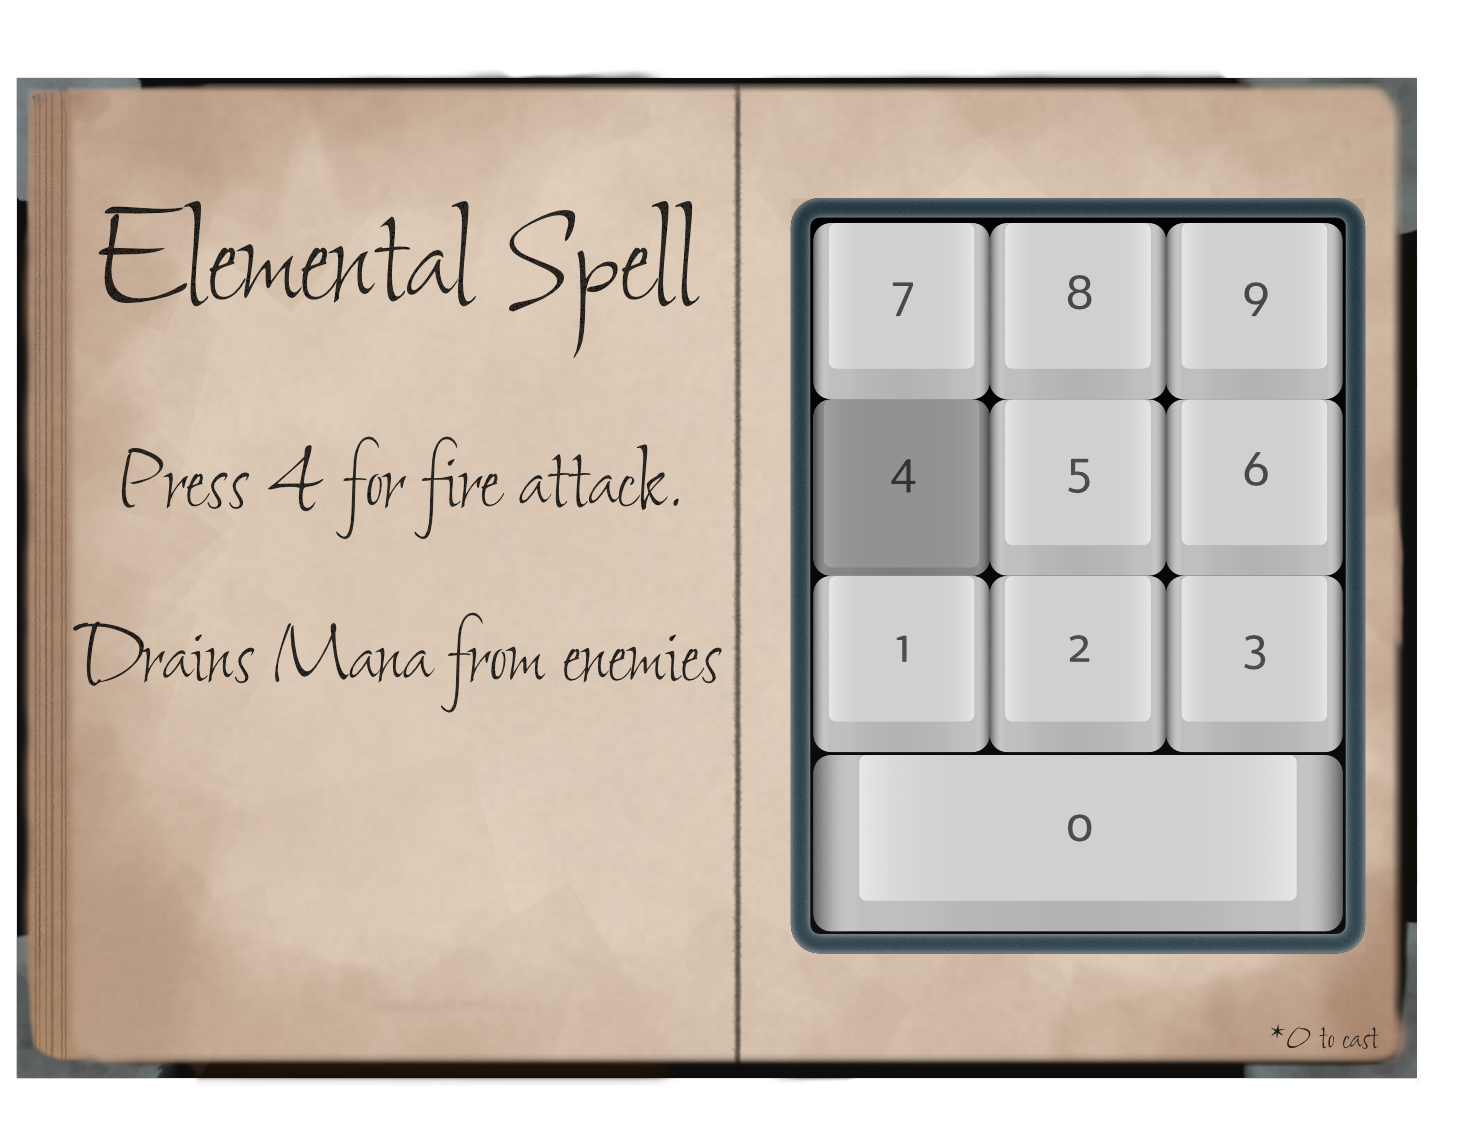 Elemental Spell
Press 4 for fire attack.
Drains Mana from enemies
7 8 9
4 5 6
1 2 3
0
*0 to cast